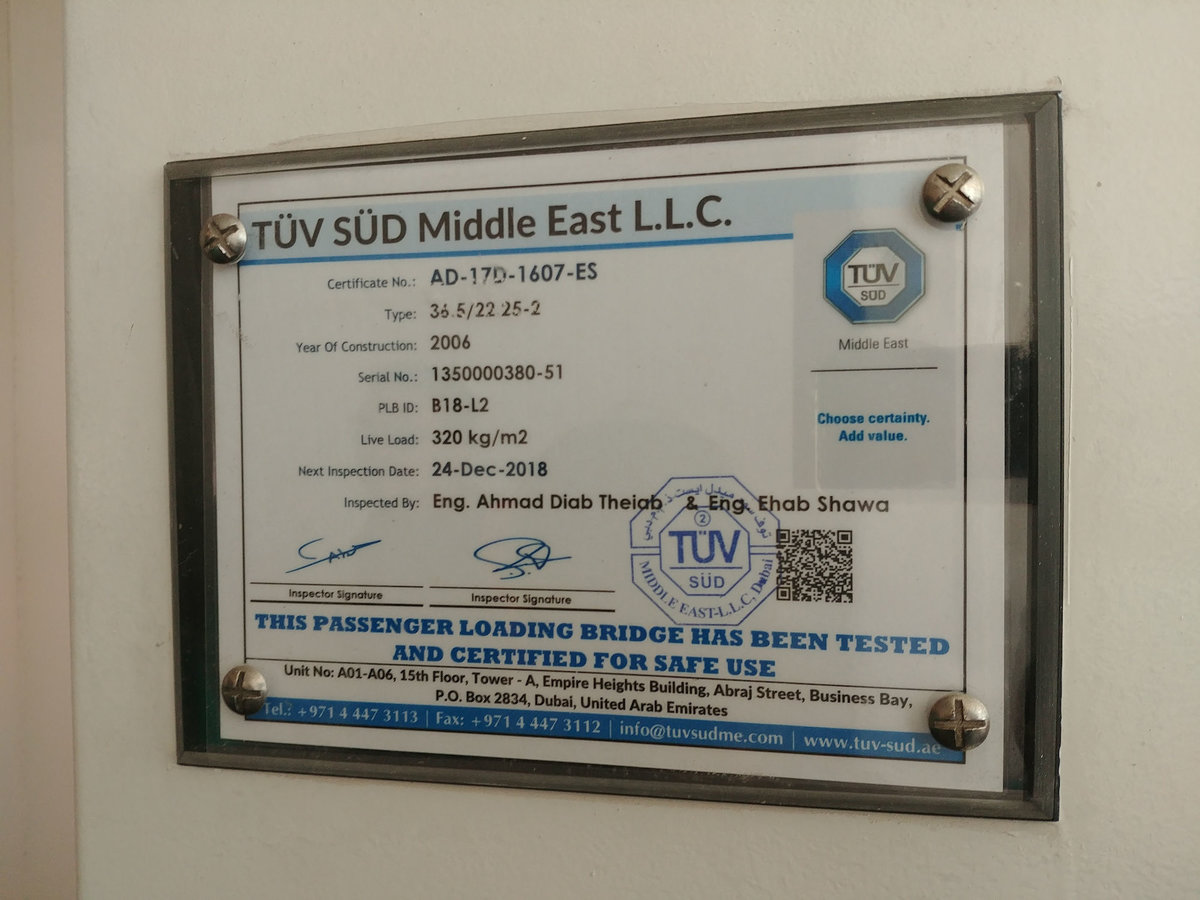 TÜV SÜD Middle East L.L.C.
Certificate No.: AD-17D-1607-ES
Type: 36.5/22.25-2
Year Of Construction: 2006
Serial No.: 1350000380-51
PLB ID: B18-L2
Live Load: 320 kg/m2
Next Inspection Date: 24-Dec-2018
Inspected By: Eng. Ahmad Diab Theiab & Eng. Ehab Shawa
TÜV
SÜD
Middle East
Choose certainty.
Add value.
Inspector Signature
Inspector Signature
2
TÜV
SÜD
MIDDLE EAST-L.L.C, Dubai
THIS PASSENGER LOADING BRIDGE HAS BEEN TESTED
AND CERTIFIED FOR SAFE USE
Unit No: A01-A06, 15th Floor, Tower - A, Empire Heights Building, Abraj Street, Business Bay,
P.O. Box 2834, Dubai, United Arab Emirates
Tel.: +971 4 447 3113 | Fax: +971 4 447 3112 | info@tuvsudme.com | www.tuv-sud.ae